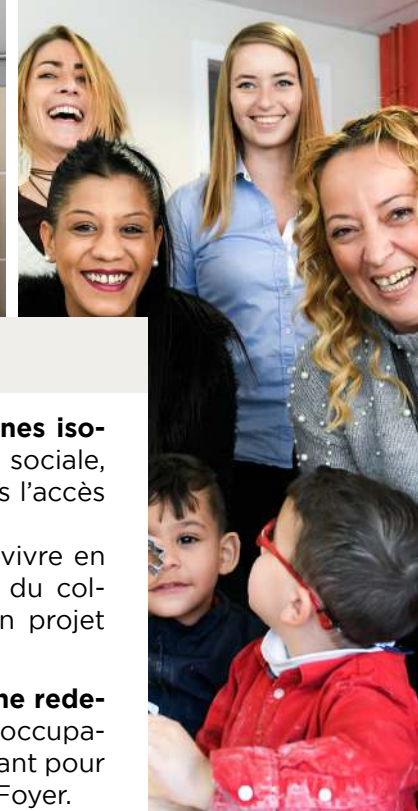 nes iso-
sociale,
s l’accès
vivre en
du col-
n projet
ne rede-
occupa-
ant pour
Foyer.